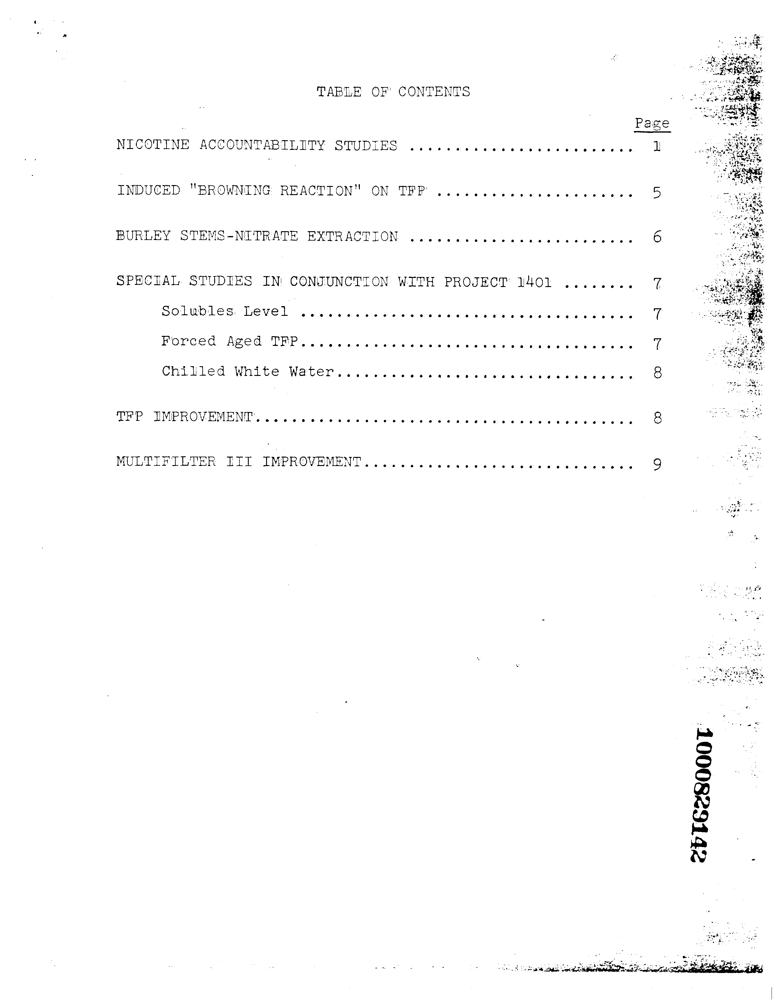 TABLE OF CONTENTS
Page
NICOTINE ACCOUNTABILITY STUDIES ......................... 1
INDUCED "BROWNING REACTION" ON TFP ...................... 5
BURLEY STEMS-NITRATE EXTRACTION ......................... 6
SPECIAL STUDIES IN CONJUNCTION WITH PROJECT 1401 ........ 7
Solubles Level ..................................... 7
Forced Aged TFP..................................... 7
Chilled White Water................................. 8
TFP IMPROVEMENT.......................................... 8
MULTIFILTER III IMPROVEMENT.............................. 9
1000829142